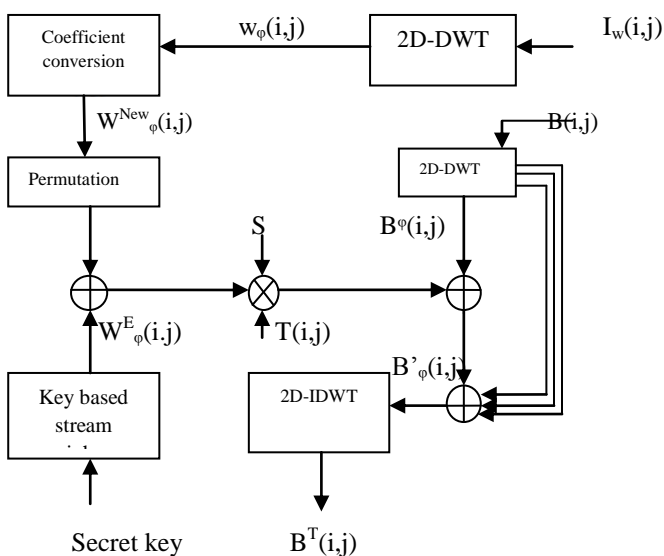 Coefficient
conversion
w_φ(i,j)
2D-DWT
I_w(i,j)
W^New_φ(i,j)
B(i,j)
Permutation
2D-DWT
S
B^φ(i,j)
W^E_φ(i.j)
T(i,j)
B’_φ(i,j)
Key based
stream
2D-IDWT
Secret key
B^T(i,j)